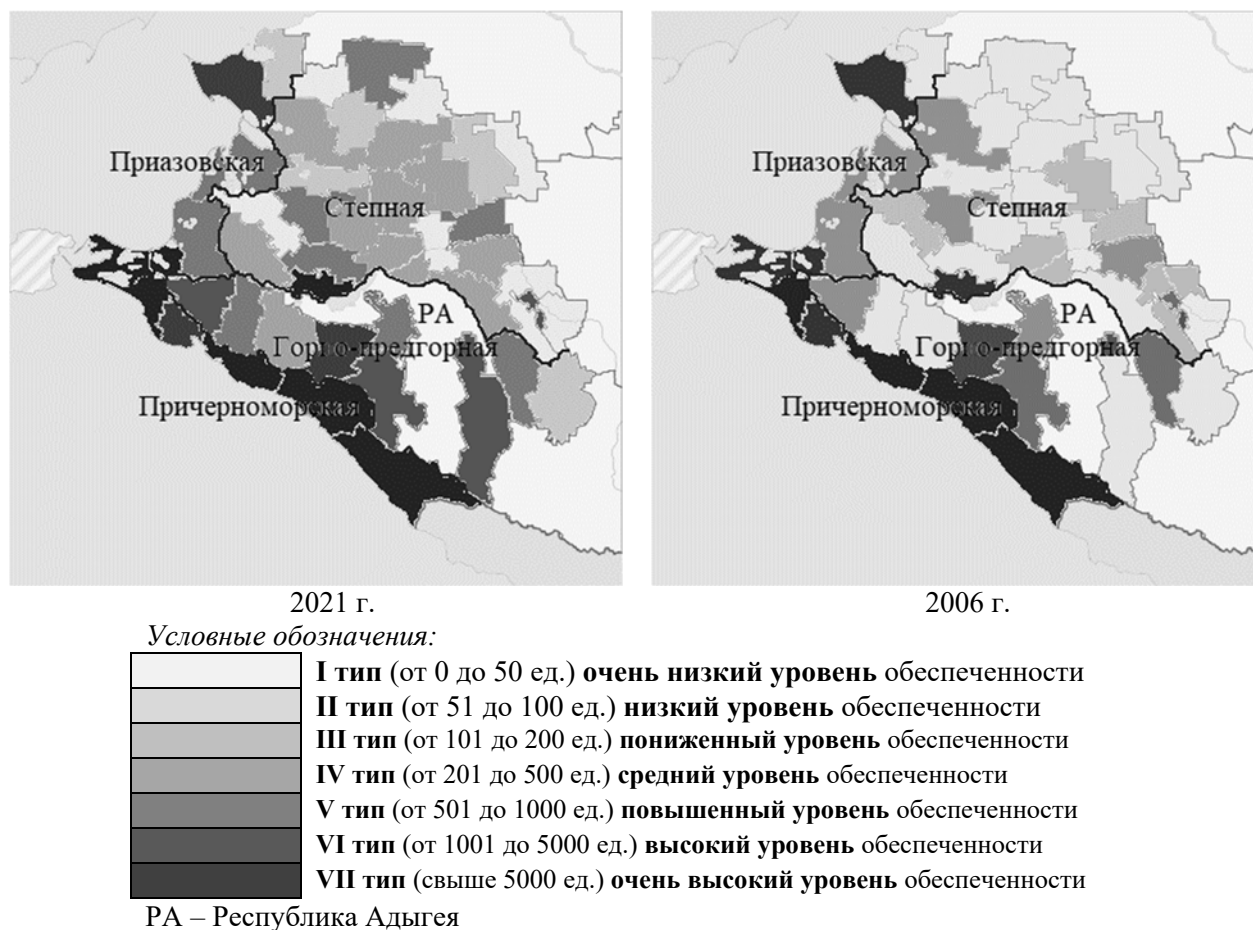 Приазовская
Степная
РА
Горно-предгорная
Причерноморская
Приазовская
Степная
РА
Горно-предгорная
Причерноморская
2021 г.
2006 г.
Условные обозначения:
I тип (от 0 до 50 ед.) очень низкий уровень обеспеченности
II тип (от 51 до 100 ед.) низкий уровень обеспеченности
III тип (от 101 до 200 ед.) пониженный уровень обеспеченности
IV тип (от 201 до 500 ед.) средний уровень обеспеченности
V тип (от 501 до 1000 ед.) повышенный уровень обеспеченности
VI тип (от 1001 до 5000 ед.) высокий уровень обеспеченности
VII тип (свыше 5000 ед.) очень высокий уровень обеспеченности
РА – Республика Адыгея